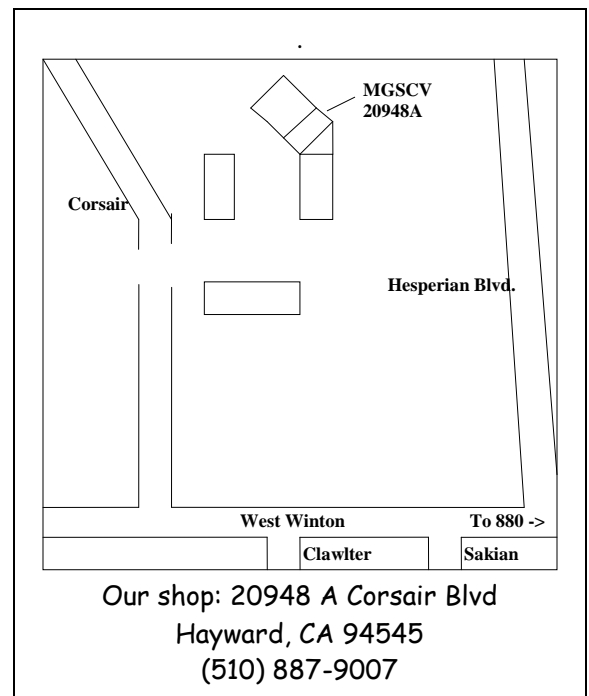 MGSCV
20948A
Corsair
Hesperian Blvd.
West Winton
To 880 ->
Clawlter
Sakian
Our shop: 20948 A Corsair Blvd
Hayward, CA 94545
(510) 887-9007